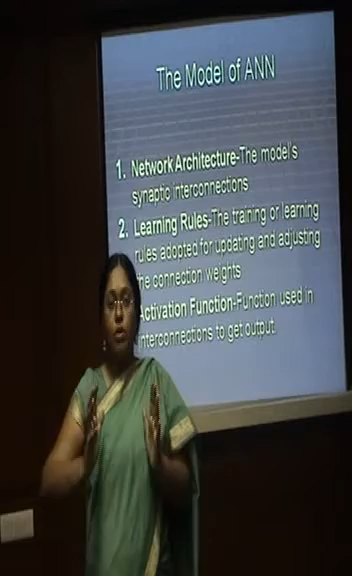 The Model of ANN
1. Network Architecture-The model's
synaptic interconnections
2. Learning Rules-The training or learning
rules adopted for updating and adjusting
the connection weights
Activation Function-Function used in
interconnections to get output